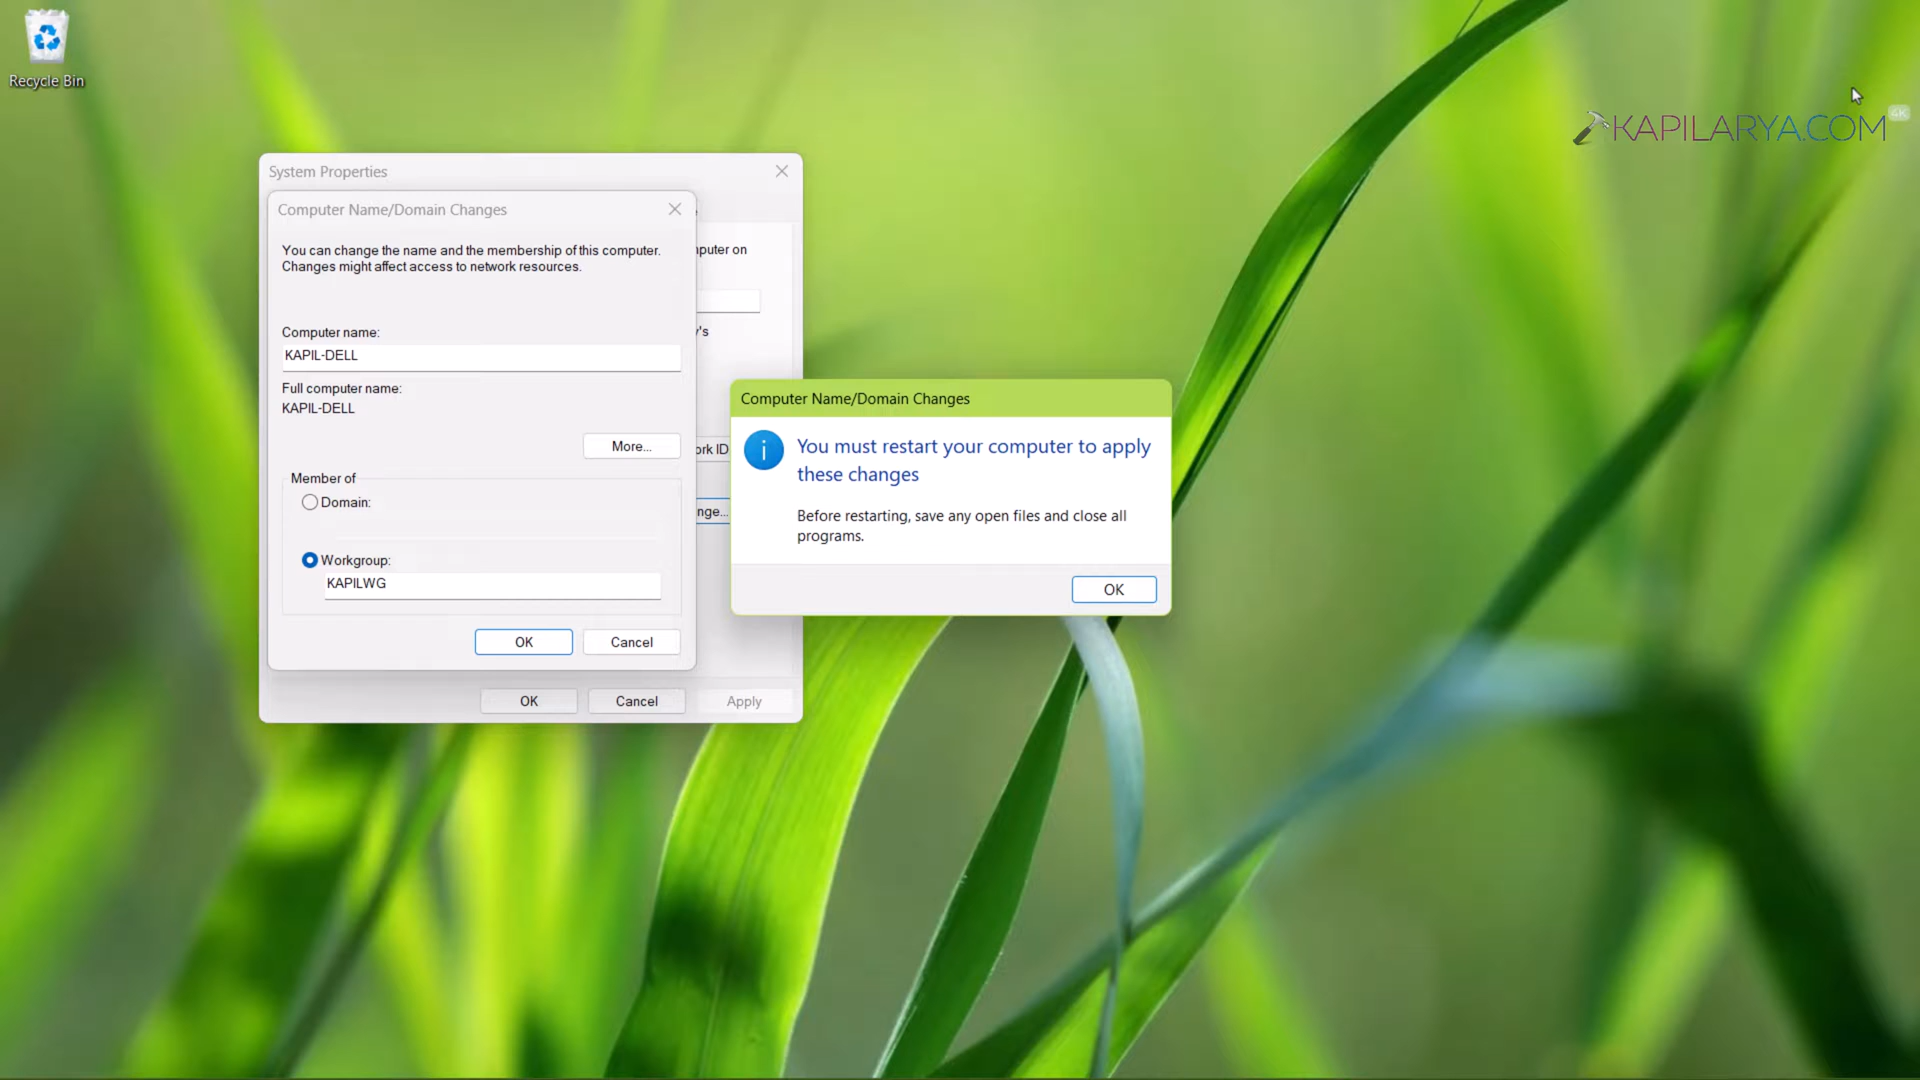 Recycle Bin
KAPILARYA.COM
4K
System Properties
Computer Name/Domain Changes
You can change the name and the membership of this computer.
Changes might affect access to network resources.
puter on
Computer name:
's
KAPIL-DELL
Full computer name:
KAPIL-DELL
More...
ork ID
Member of
Domain:
nge...
Workgroup:
KAPILWG
OK
Cancel
OK
Cancel
Apply
Computer Name/Domain Changes
You must restart your computer to apply
these changes
Before restarting, save any open files and close all
programs.
OK